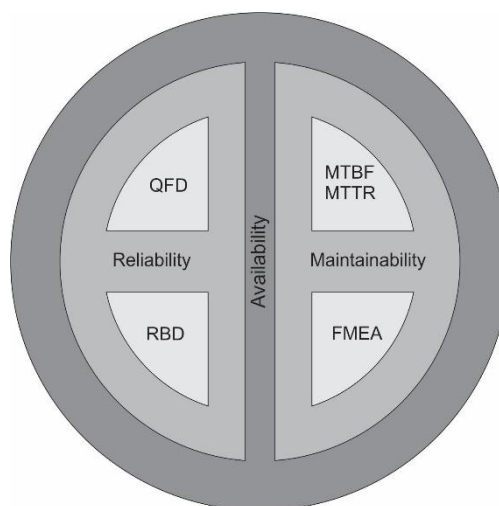 QFD
MTBF
MTTR
Reliability
Availability
Maintainability
RBD
FMEA